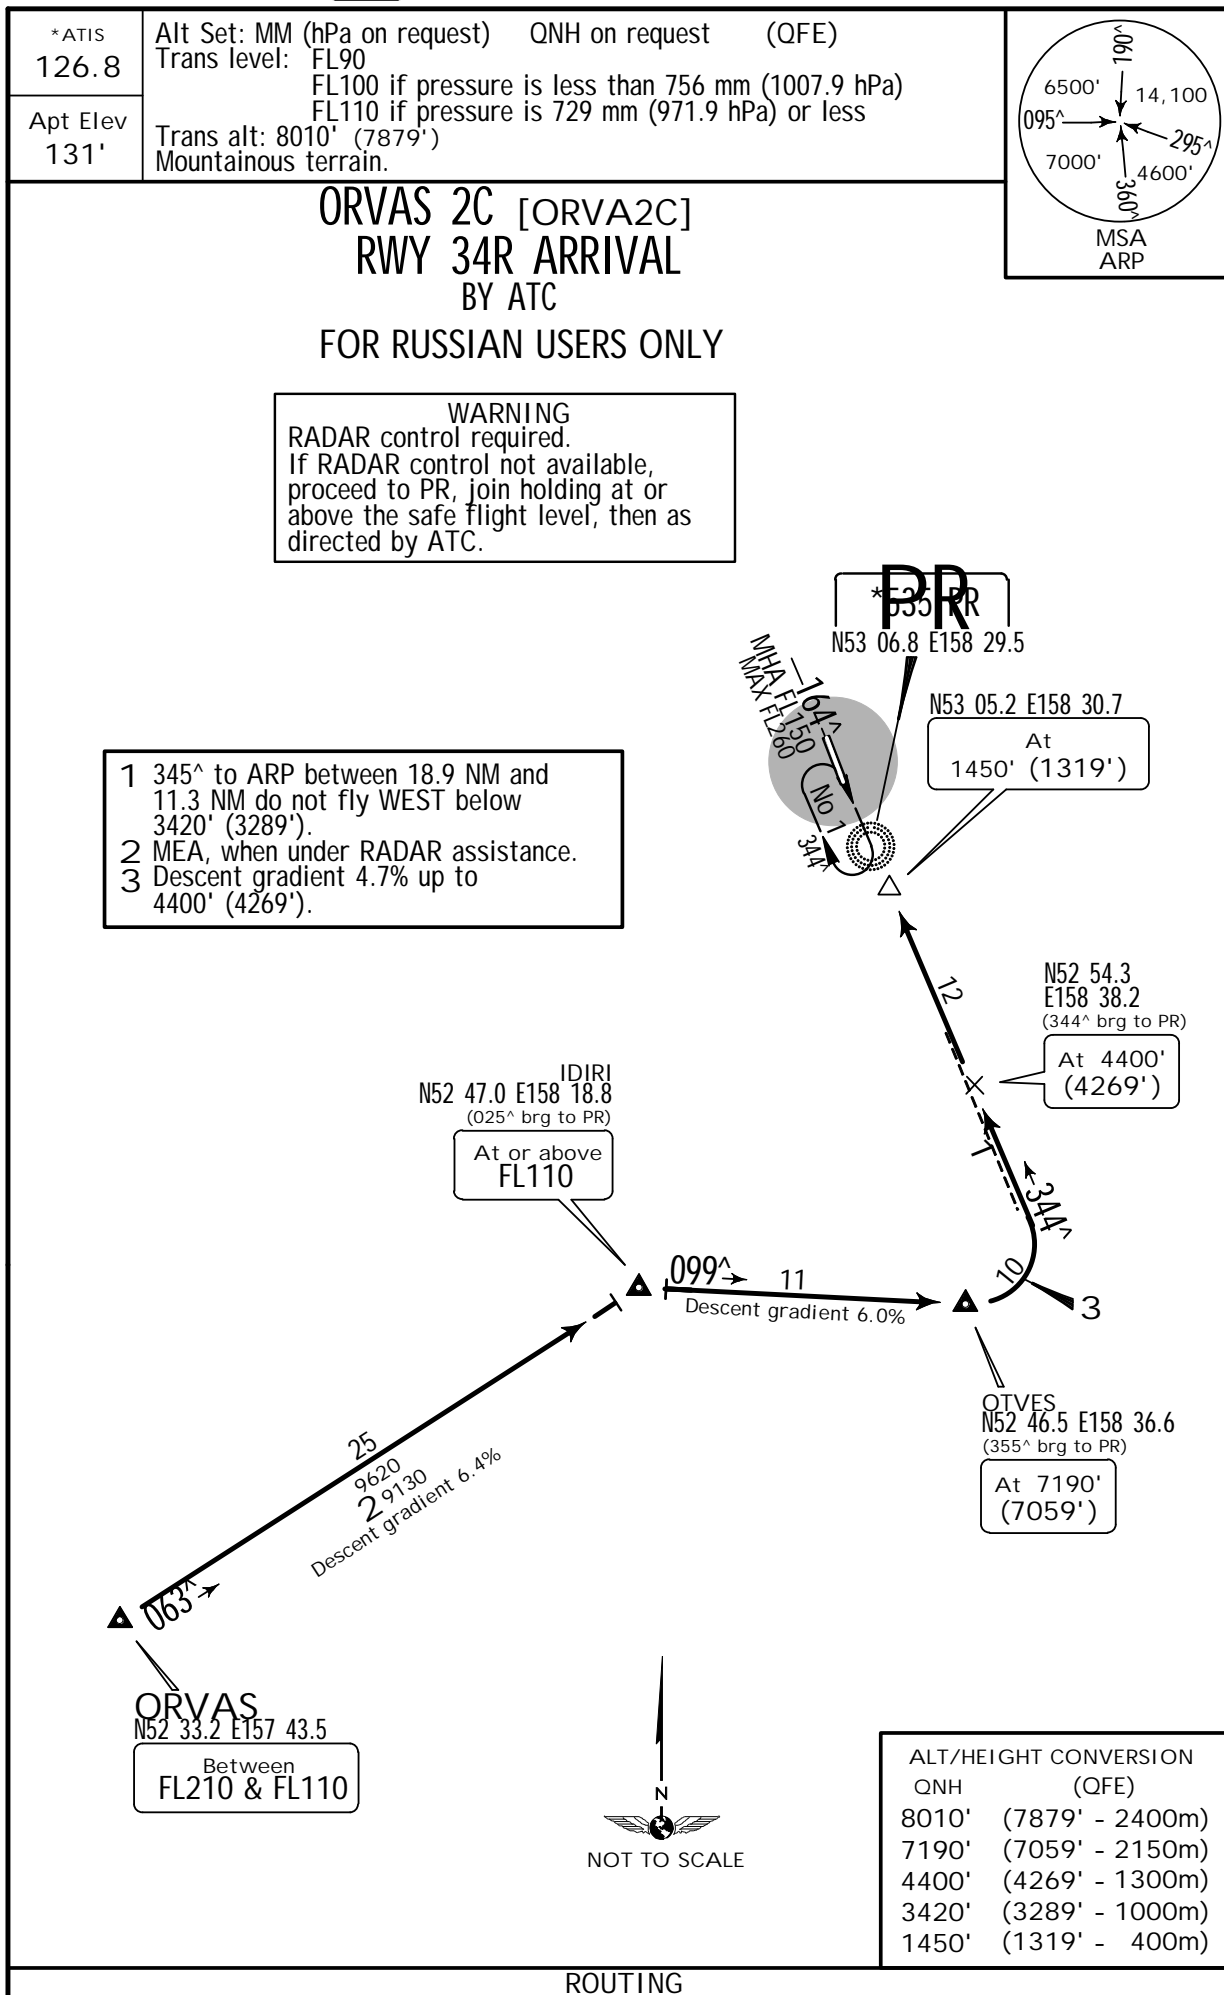 *ATIS
126.8
Apt Elev
131'
Alt Set: MM (hPa on request) QNH on request (QFE)
Trans level: FL90
FL100 if pressure is less than 756 mm (1007.9 hPa)
FL110 if pressure is 729 mm (971.9 hPa) or less
Trans alt: 8010' (7879')
Mountainous terrain.
190^
6500'
14,100
095^
295^
7000'
4600'
360^
MSA
ARP
ORVAS 2C [ORVA2C]
RWY 34R ARRIVAL
BY ATC
FOR RUSSIAN USERS ONLY
WARNING
RADAR control required.
If RADAR control not available,
proceed to PR, join holding at or
above the safe flight level, then as
directed by ATC.
PR
*535 PR
N53 06.8 E158 29.5
MHA FL150
MAX FL260
164^
No 1
344^
N53 05.2 E158 30.7
At
1450' (1319')
1 345^ to ARP between 18.9 NM and
11.3 NM do not fly WEST below
3420' (3289').
2 MEA, when under RADAR assistance.
3 Descent gradient 4.7% up to
4400' (4269').
12
N52 54.3
E158 38.2
(344^ brg to PR)
At 4400'
(4269')
IDIRI
N52 47.0 E158 18.8
(025^ brg to PR)
At or above
FL110
344^
099^
11
Descent gradient 6.0%
10
3
OTVES
N52 46.5 E158 36.6
(355^ brg to PR)
At 7190'
(7059')
25
9620
2 9130
Descent gradient 6.4%
063^
ORVAS
N52 33.2 E157 43.5
Between
FL210 & FL110
N
NOT TO SCALE
ALT/HEIGHT CONVERSION
QNH (QFE)
8010' (7879' - 2400m)
7190' (7059' - 2150m)
4400' (4269' - 1300m)
3420' (3289' - 1000m)
1450' (1319' - 400m)
ROUTING